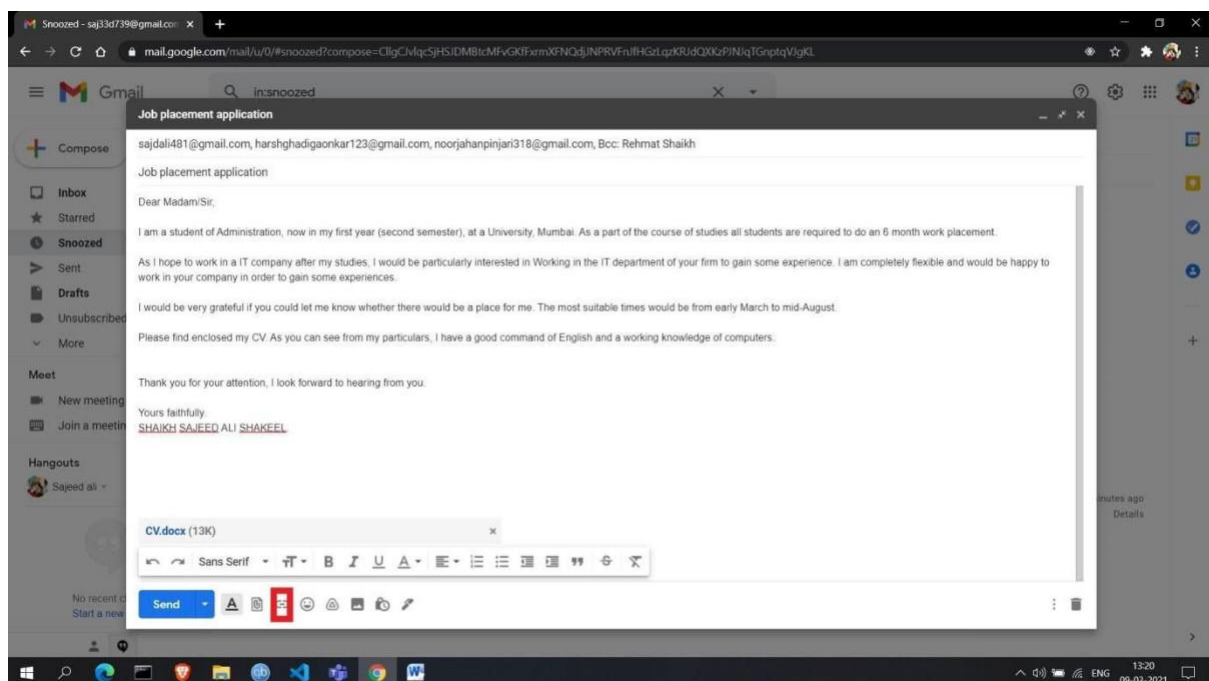 Snoozed - saj33d739@gmail.con
mail.google.com/mail/u/0/#snoozed?compose=
Gmail
in:snoozed
Job placement application
Compose
sajdali481@gmail.com, harshghadigaonkar123@gmail.com, noorjahanpinjari318@gmail.com, Bcc: Rehmat Shaikh
Job placement application
Inbox
Starred
Snoozed
Sent
Drafts
Unsubscribed
More
Meet
New meeting
Join a meetin
Hangouts
Sajeed ali
No recent c
Start a new
Dear Madam/Sir,
I am a student of Administration, now in my first year (second semester), at a University, Mumbai. As a part of the course of studies all students are required to do an 6 month work placement.
As I hope to work in a IT company after my studies, I would be particularly interested in Working in the IT department of your firm to gain some experience. I am completely flexible and would be happy to
work in your company in order to gain some experiences.
I would be very grateful if you could let me know whether there would be a place for me. The most suitable times would be from early March to mid-August.
Please find enclosed my CV. As you can see from my particulars, I have a good command of English and a working knowledge of computers.
Thank you for your attention, I look forward to hearing from you.
Yours faithfully
SHAIKH SAJEED ALI SHAKEEL
CV.docx (13K)
Sans Serif
Send
inutes ago
Details
ENG
13:20
09-03-2021